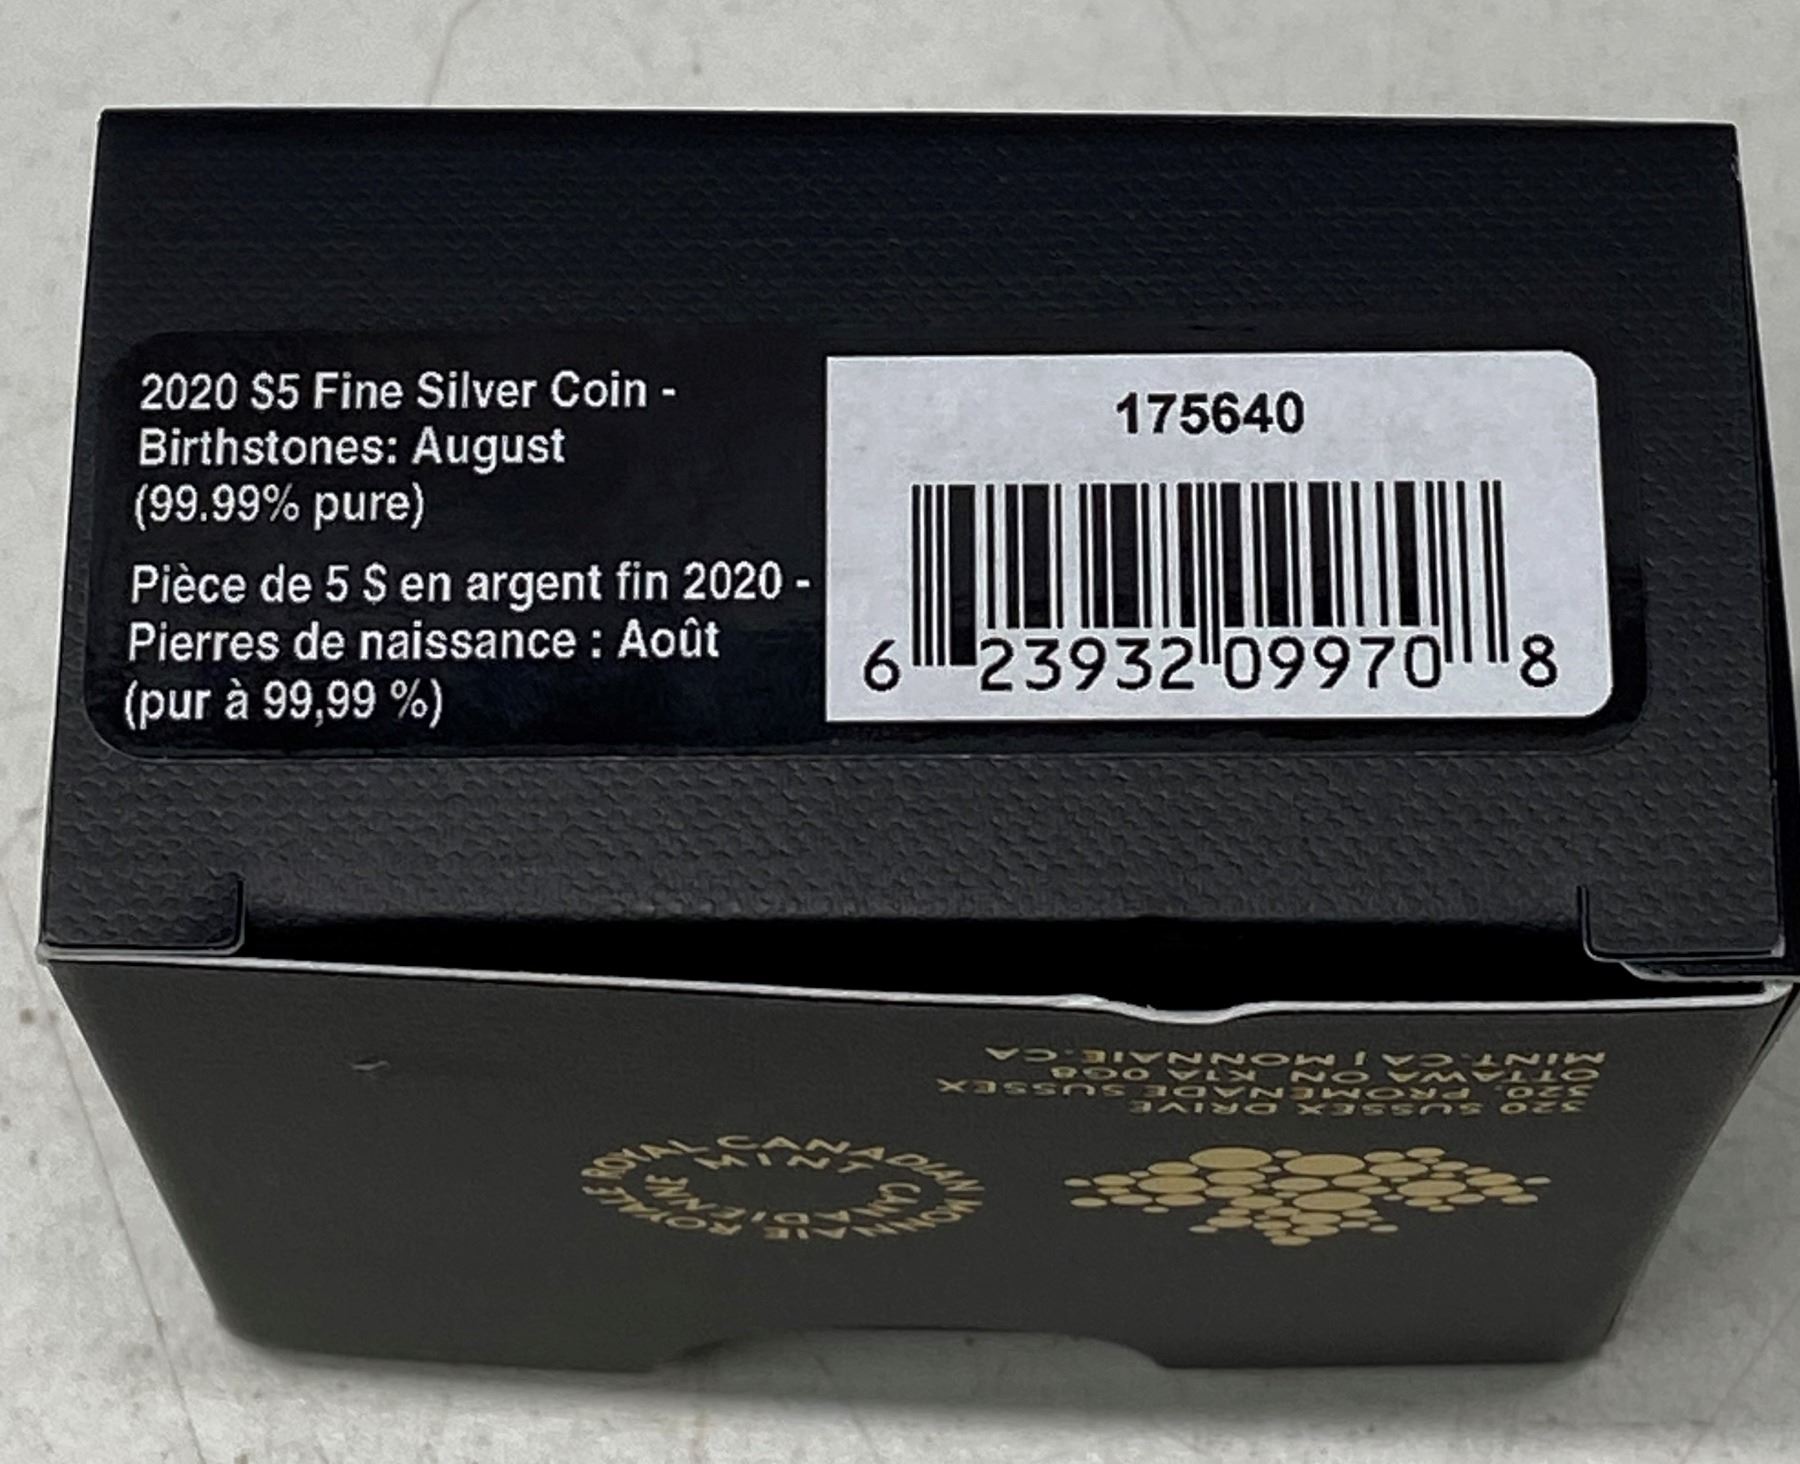 2020 $5 Fine Silver Coin -
Birthstones: August
(99.99% pure)
Pièce de 5 $ en argent fin 2020 -
Pierres de naissance : Août
(pur à 99,99 %)
175640
6 23932 09970 8
320 SUSSEX DRIVE
320, PROMENADE SUSSEX
OTTAWA ON K1A 0G8
MINT.CA | MONNAIE.CA
ROYAL CANADIAN
MINT
MONNAIE ROYALE
CANADIENNE